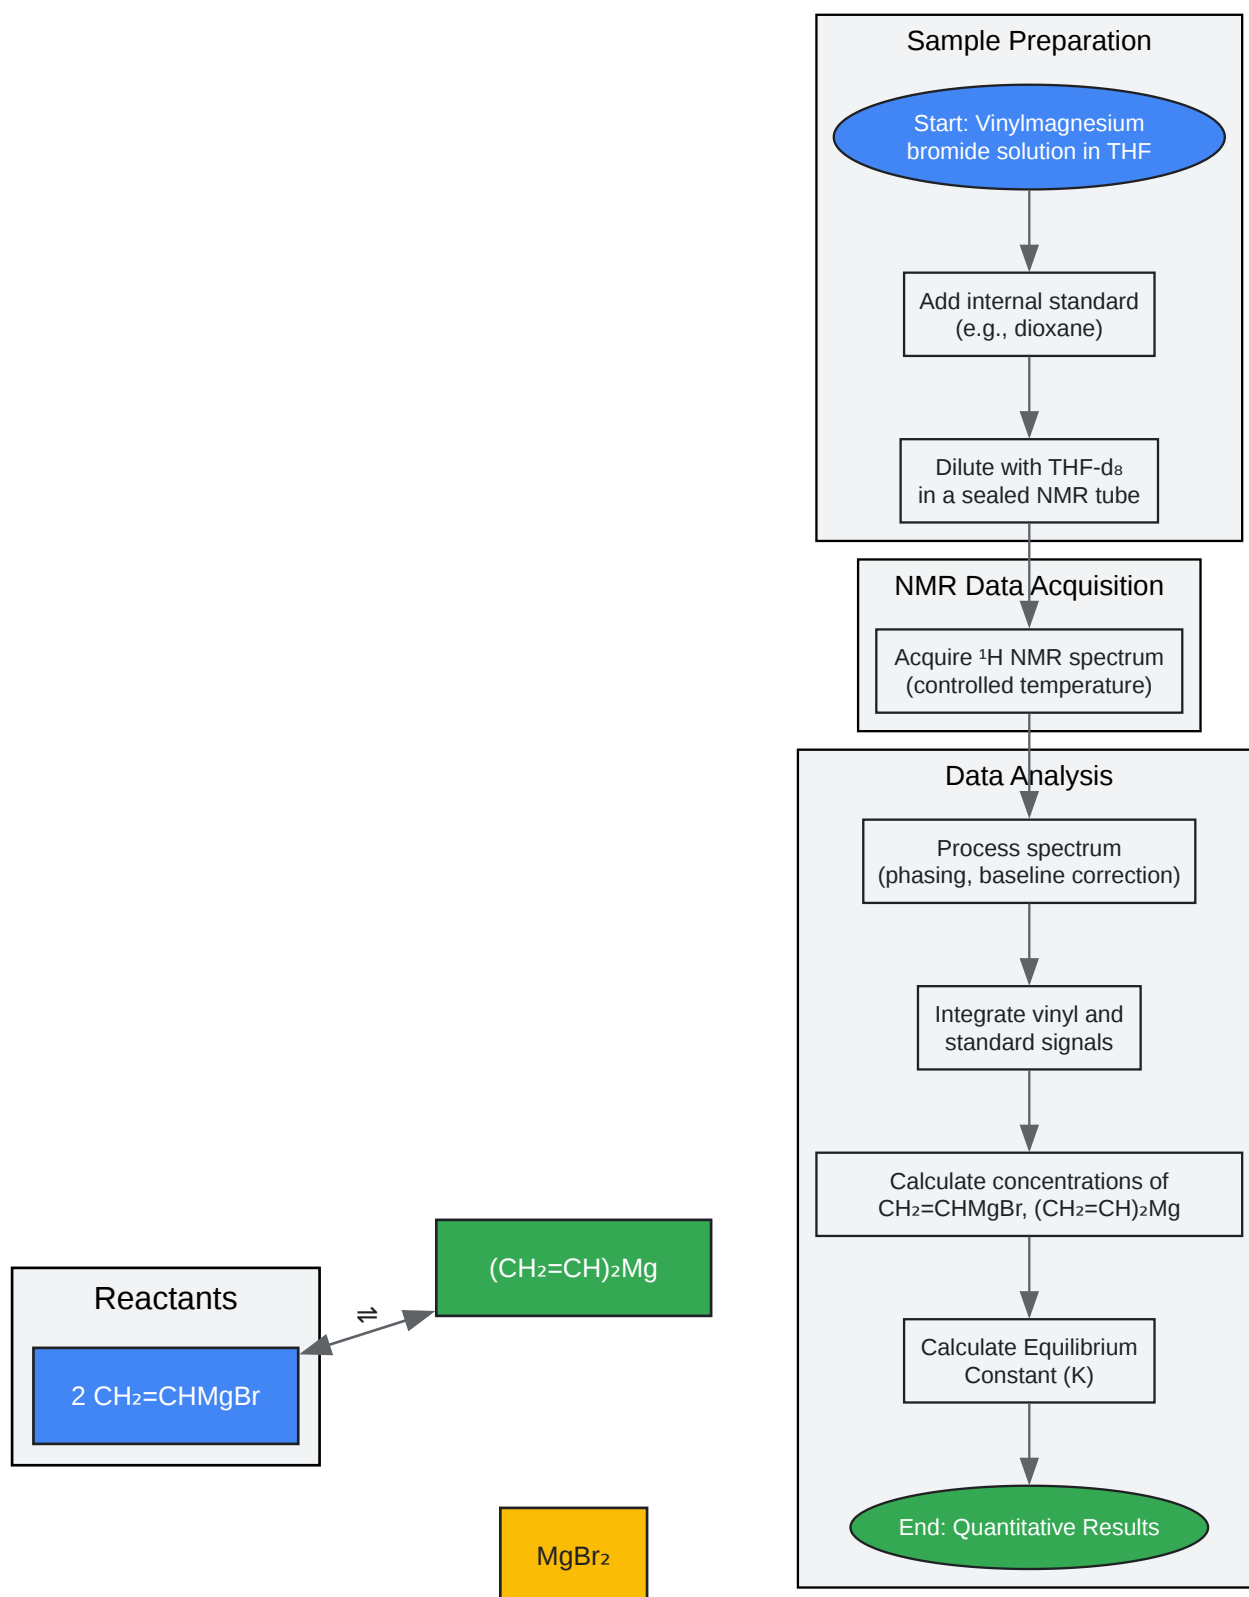 Sample Preparation
Start: Vinylmagnesium
bromide solution in THF
Add internal standard
(e.g., dioxane)
Dilute with THF-d₈
in a sealed NMR tube
NMR Data Acquisition
Acquire ¹H NMR spectrum
(controlled temperature)
Data Analysis
Process spectrum
(phasing, baseline correction)
Integrate vinyl and
standard signals
Calculate concentrations of
CH₂=CHMgBr, (CH₂=CH)₂Mg
Calculate Equilibrium
Constant (K)
End: Quantitative Results
Reactants
2 CH₂=CHMgBr
⇌
(CH₂=CH)₂Mg
MgBr₂